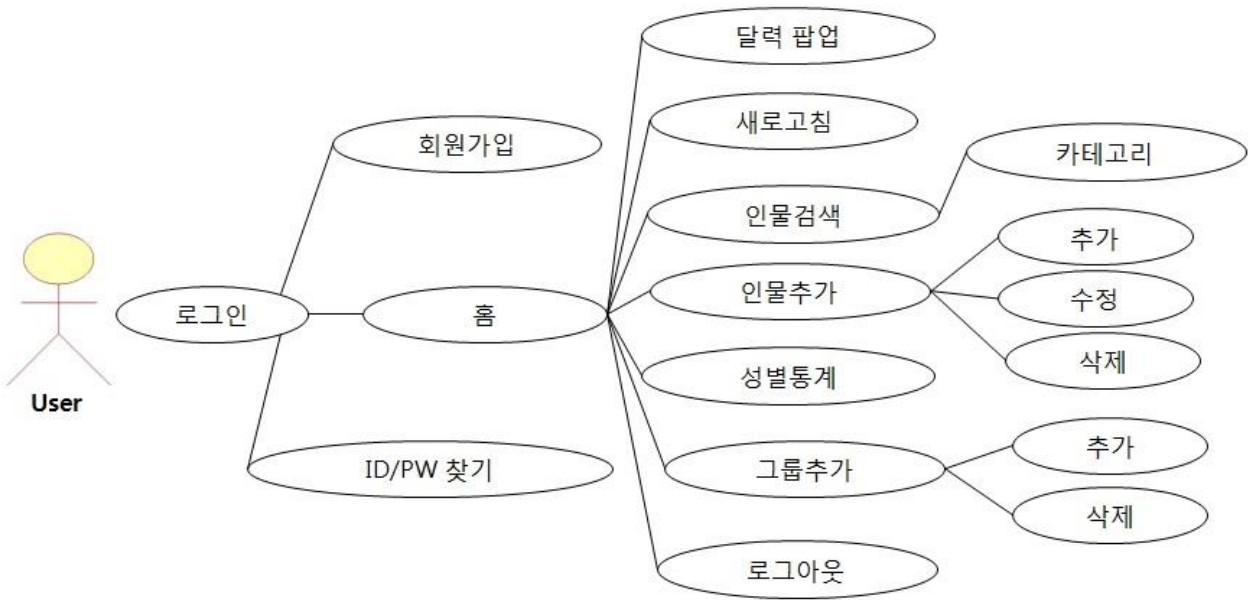 달력 팝업
새로고침
회원가입
카테고리
인물검색
추가
인물추가
수정
로그인
홈
삭제
성별통계
User
추가
ID/PW 찾기
그룹추가
삭제
로그아웃